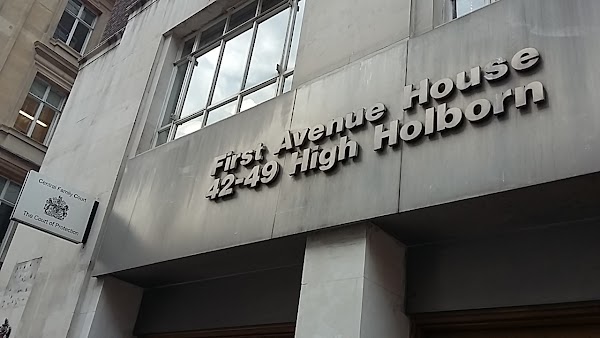 First Avenue House
42-49 High Holborn
Central Family Court
The Court of Protection